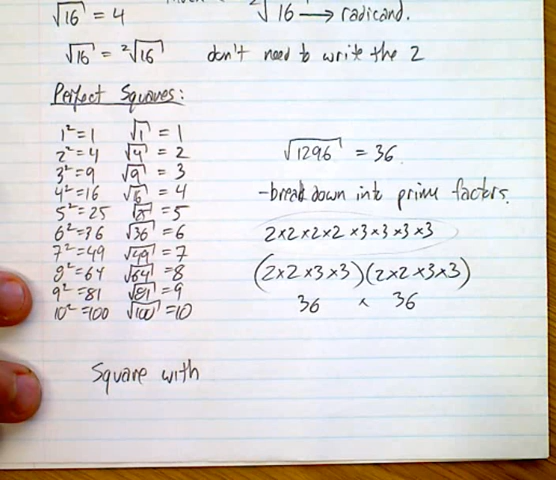 √16 = 4
²√16 → radicand.
√16 = ²√16 don't need to write the 2
Perfect Squares:
1² = 1 √1 = 1
2² = 4 √4 = 2
3² = 9 √9 = 3
4² = 16 √16 = 4
5² = 25 √25 = 5
6² = 36 √36 = 6
7² = 49 √49 = 7
8² = 64 √64 = 8
9² = 81 √81 = 9
10² = 100 √100 = 10
√1296 = 36.
- break down into prime factors.
2×2×2×2×3×3×3×3
(2×2×3×3)(2×2×3×3)
36 × 36
Square with